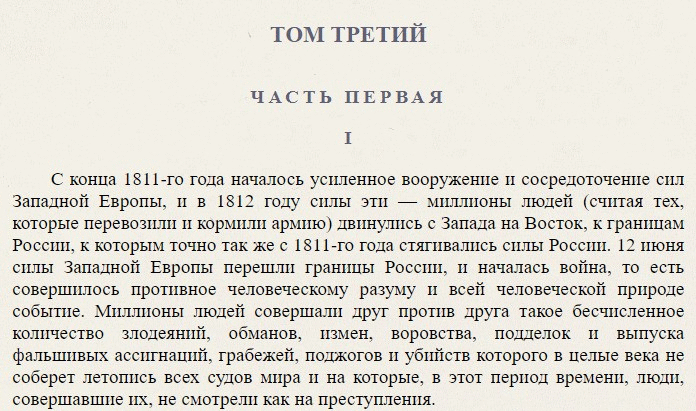 ТОМ ТРЕТИЙ
ЧАСТЬ ПЕРВАЯ
I
С конца 1811-го года началось усиленное вооружение и сосредоточение сил
Западной Европы, и в 1812 году силы эти — миллионы людей (считая тех,
которые перевозили и кормили армию) двинулись с Запада на Восток, к границам
России, к которым точно так же с 1811-го года стягивались силы России. 12 июня
силы Западной Европы перешли границы России, и началась война, то есть
совершилось противное человеческому разуму и всей человеческой природе
событие. Миллионы людей совершали друг против друга такое бесчисленное
количество злодеяний, обманов, измен, воровства, подделок и выпуска
фальшивых ассигнаций, грабежей, поджогов и убийств которого в целые века не
соберет летопись всех судов мира и на которые, в этот период времени, люди,
совершавшие их, не смотрели как на преступления.